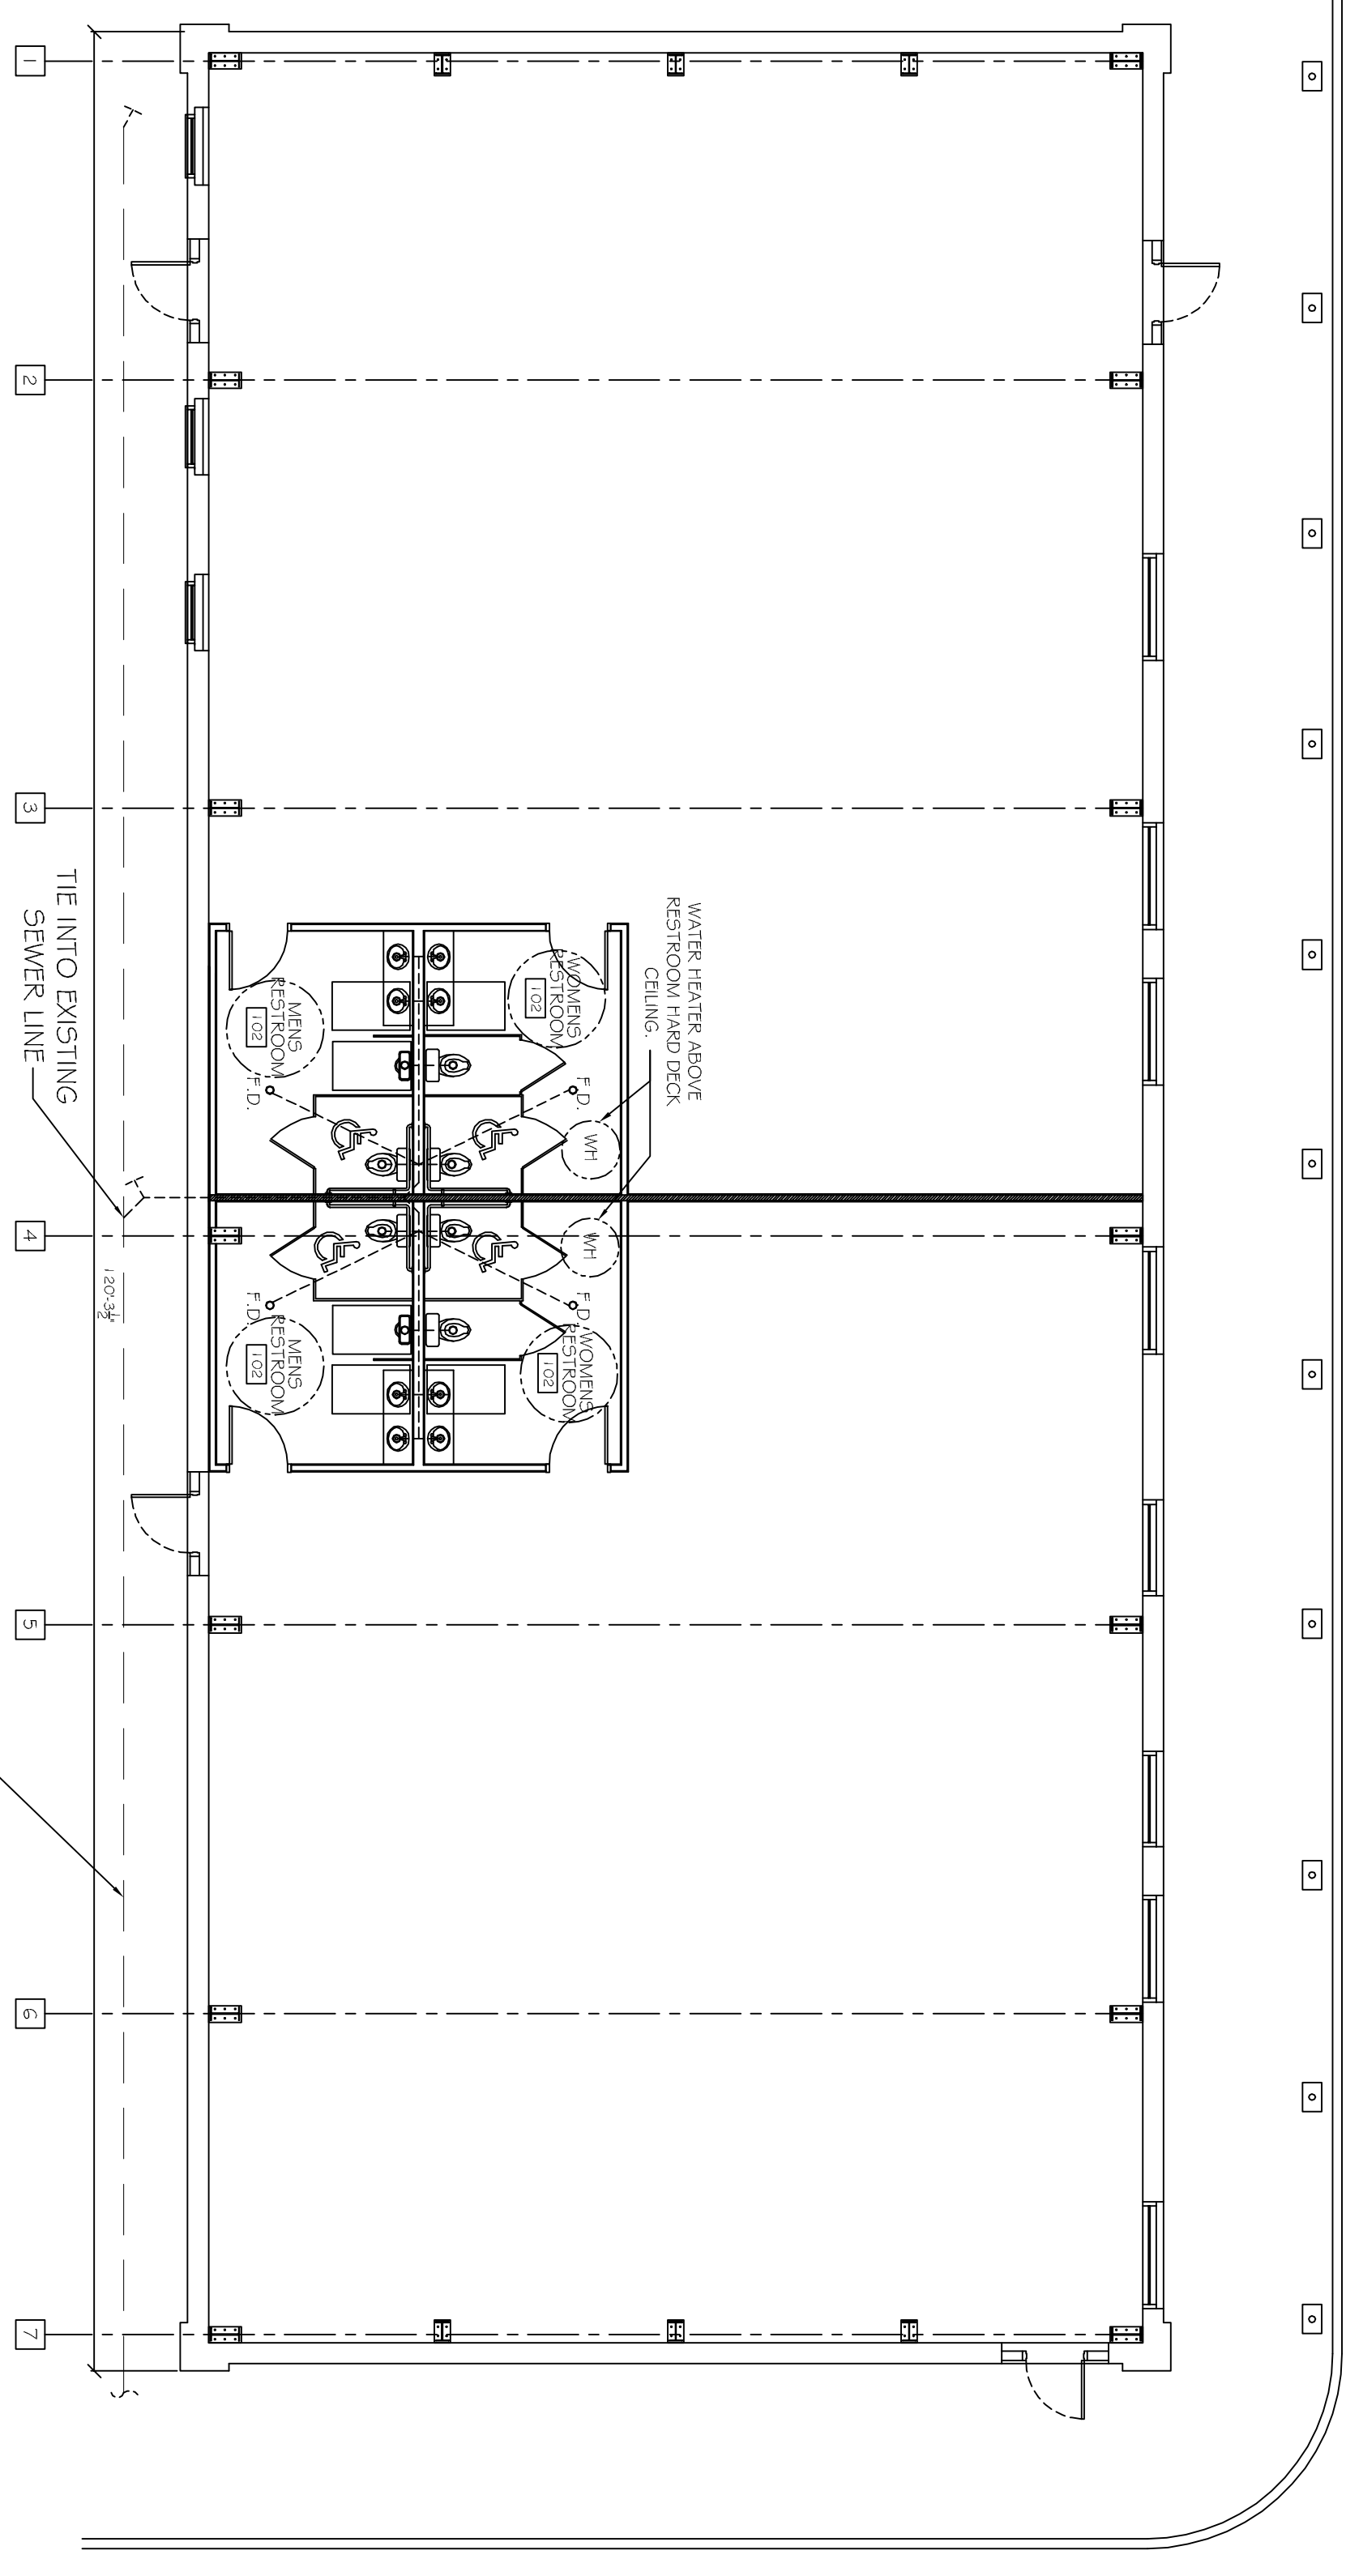 1
2
3
4
5
6
7
WATER HEATER ABOVE
RESTROOM HARD DECK
CEILING.
WH
WH
WOMENS
RESTROOM
102
F.D.
F.D.
WOMENS
RESTROOM
102
MENS
RESTROOM
102
F.D.
F.D.
MENS
RESTROOM
102
TIE INTO EXISTING
SEWER LINE
120'-3½"